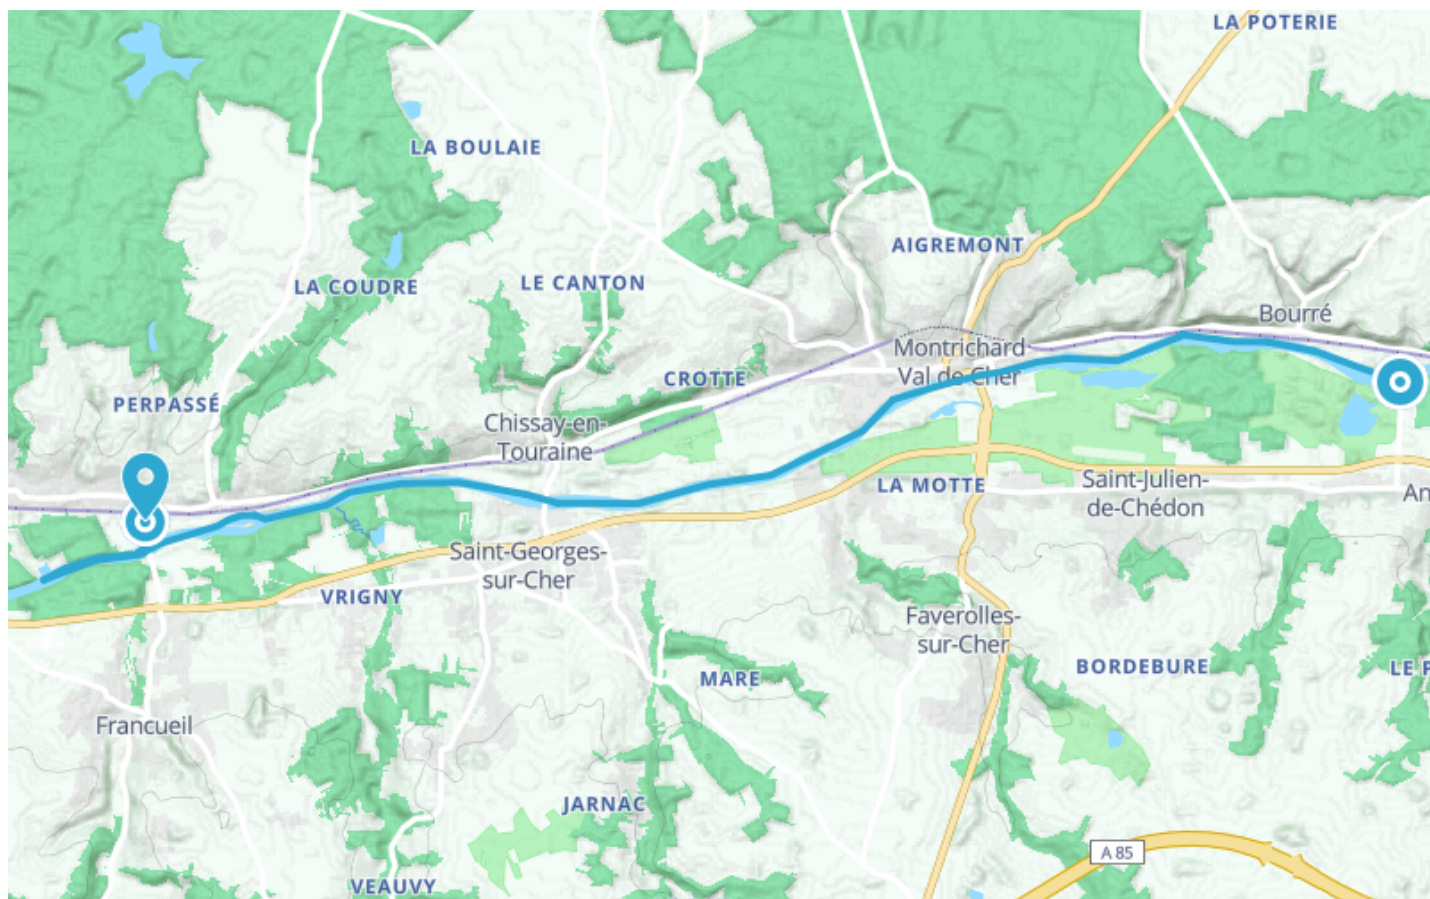 LA POTERIE
LA BOULAIE
AIGREMONT
LA COUDRE
LE CANTON
Bourré
Montrichard
Val de Cher
CROTTE
PERPASSÉ
Chissay-en-
Touraine
LA MOTTE
Saint-Julien-
de-Chédon
An
Saint-Georges-
sur-Cher
VRIGNY
Faverolles-
sur-Cher
BORDEBURE
LE P
MARE
Francueil
JARNAC
A 85
VEAUVY